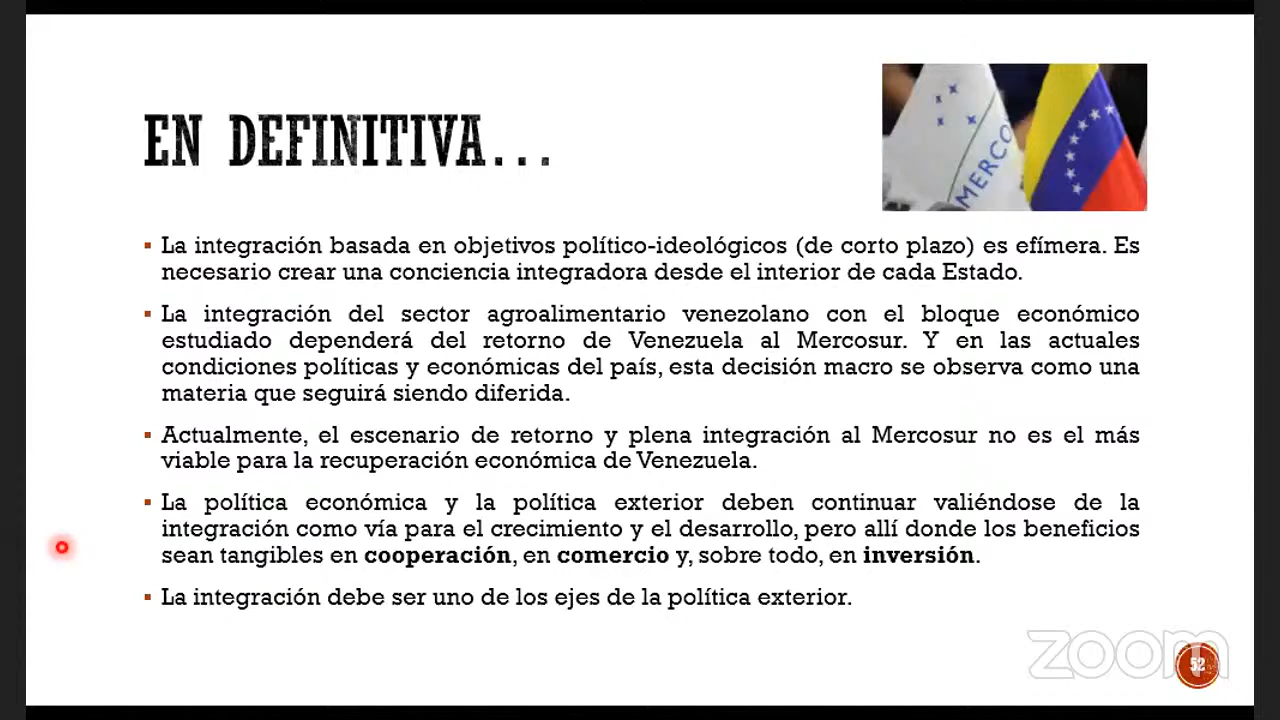 EN DEFINITIVA...
MERCO
La integración basada en objetivos político-ideológicos (de corto plazo) es efímera. Es
necesario crear una conciencia integradora desde el interior de cada Estado.
La integración del sector agroalimentario venezolano con el bloque económico
estudiado dependerá del retorno de Venezuela al Mercosur. Y en las actuales
condiciones políticas y económicas del país, esta decisión macro se observa como una
materia que seguirá siendo diferida.
Actualmente, el escenario de retorno y plena integración al Mercosur no es el más
viable para la recuperación económica de Venezuela.
La política económica y la política exterior deben continuar valiéndose de la
integración como vía para el crecimiento y el desarrollo, pero allí donde los beneficios
sean tangibles en cooperación, en comercio y, sobre todo, en inversión.
La integración debe ser uno de los ejes de la política exterior.
zoom
52